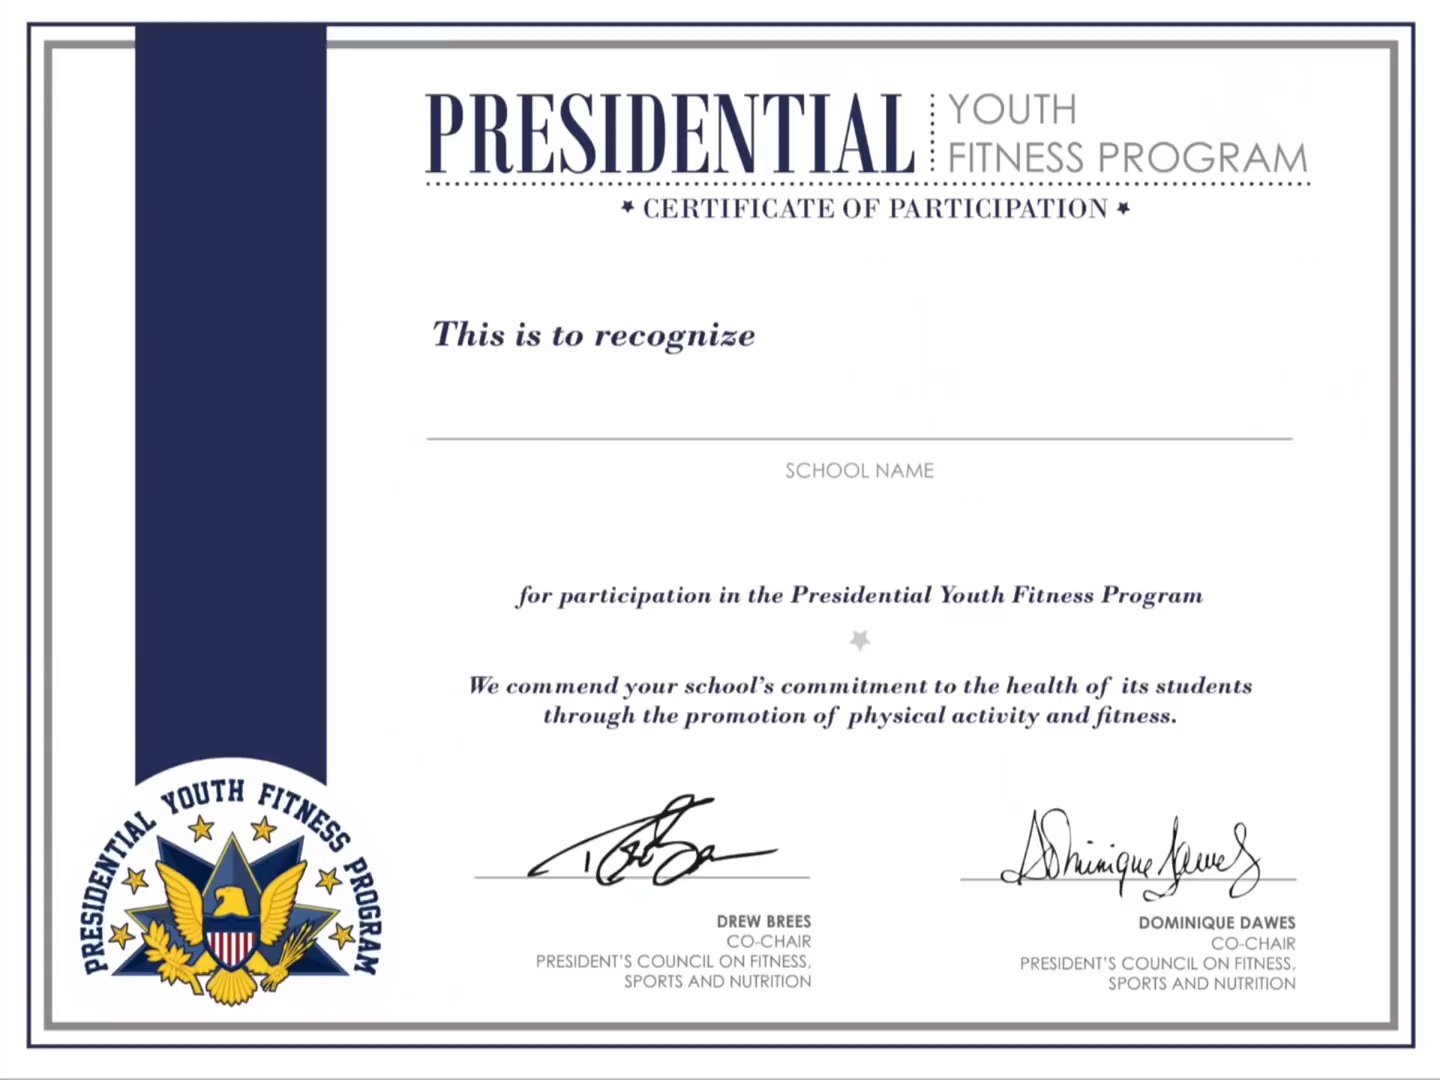 PRESIDENTIAL YOUTH
FITNESS PROGRAM
CERTIFICATE OF PARTICIPATION
This is to recognize
SCHOOL NAME
for participation in the Presidential Youth Fitness Program
We commend your school's commitment to the health of its students
through the promotion of physical activity and fitness.
Dominique Dawes
DREW BREES
CO-CHAIR
PRESIDENT'S COUNCIL ON FITNESS,
SPORTS AND NUTRITION
DOMINIQUE DAWES
CO-CHAIR
PRESIDENT'S COUNCIL ON FITNESS,
SPORTS AND NUTRITION
PRESIDENTIAL YOUTH FITNESS PROGRAM